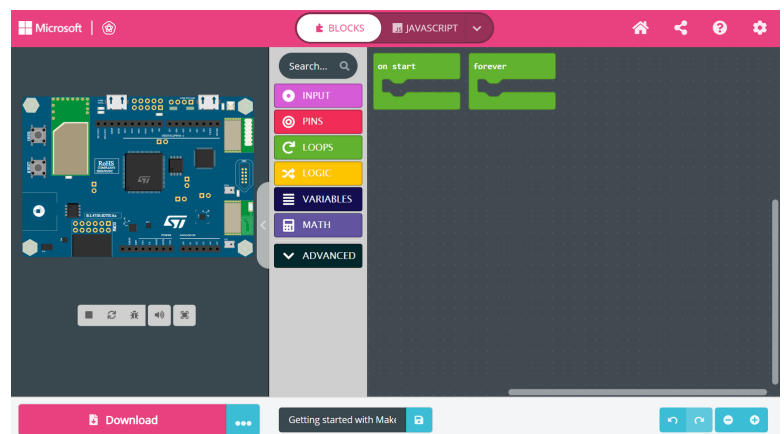 Microsoft
BLOCKS
JAVASCRIPT
Search...
INPUT
PINS
LOOPS
LOGIC
VARIABLES
MATH
ADVANCED
on start
forever
RoHS
Download
Getting started with Make